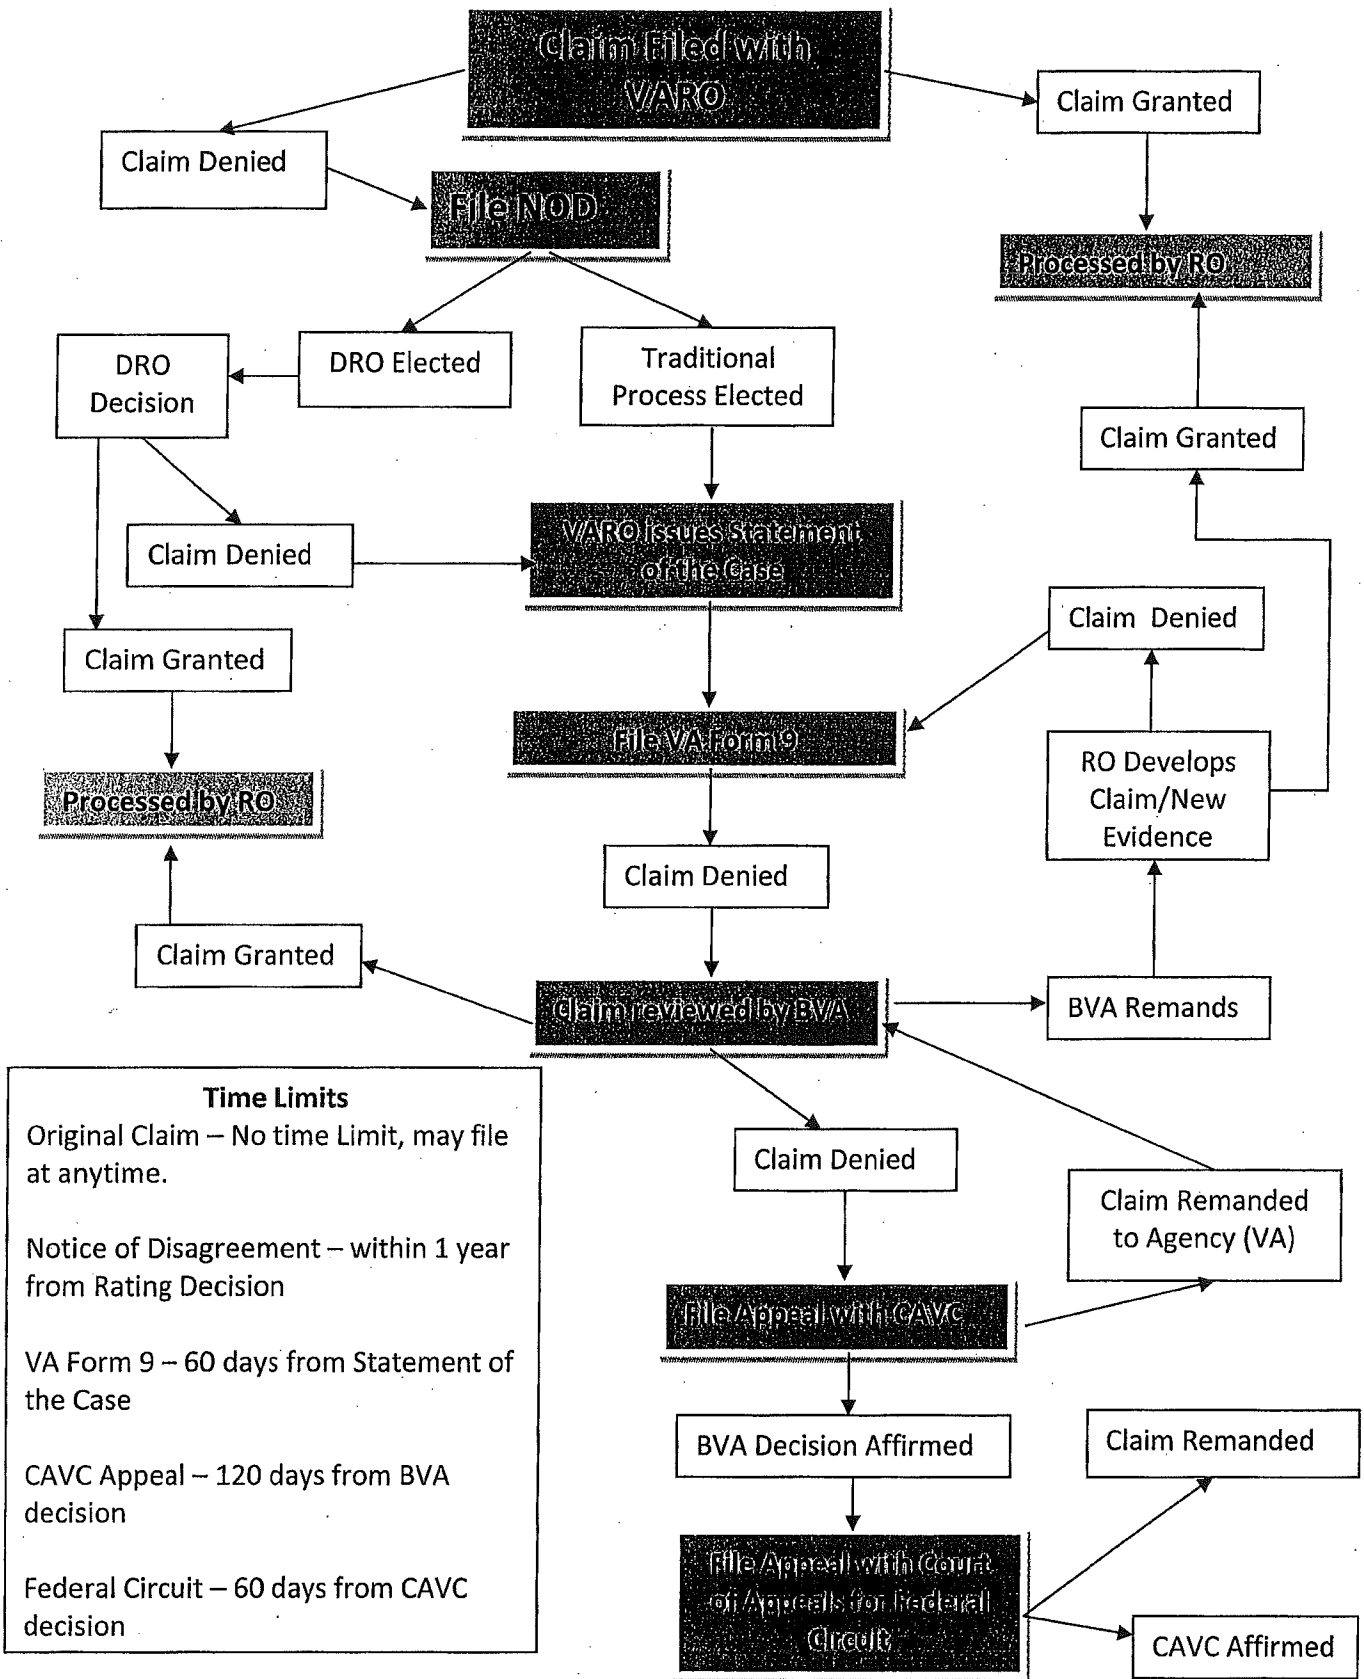 Claim Filed with
VARO
Claim Granted
Claim Denied
File NOD
Processed by RO
DRO
Decision
DRO Elected
Traditional
Process Elected
Claim Granted
VARO issues Statement
of the Case
Claim Denied
Claim Denied
Claim Granted
File VA Form 9
RO Develops
Claim/New
Evidence
Processed by RO
Claim Denied
Claim Granted
Claim reviewed by BVA
BVA Remands
Time Limits
Original Claim – No time Limit, may file
at anytime.
Notice of Disagreement – within 1 year
from Rating Decision
VA Form 9 – 60 days from Statement of
the Case
CAVC Appeal – 120 days from BVA
decision
Federal Circuit – 60 days from CAVC
decision
Claim Denied
Claim Remanded
to Agency (VA)
File Appeal with CAVC
BVA Decision Affirmed
Claim Remanded
File Appeal with Court
of Appeals for Federal
Circuit
CAVC Affirmed